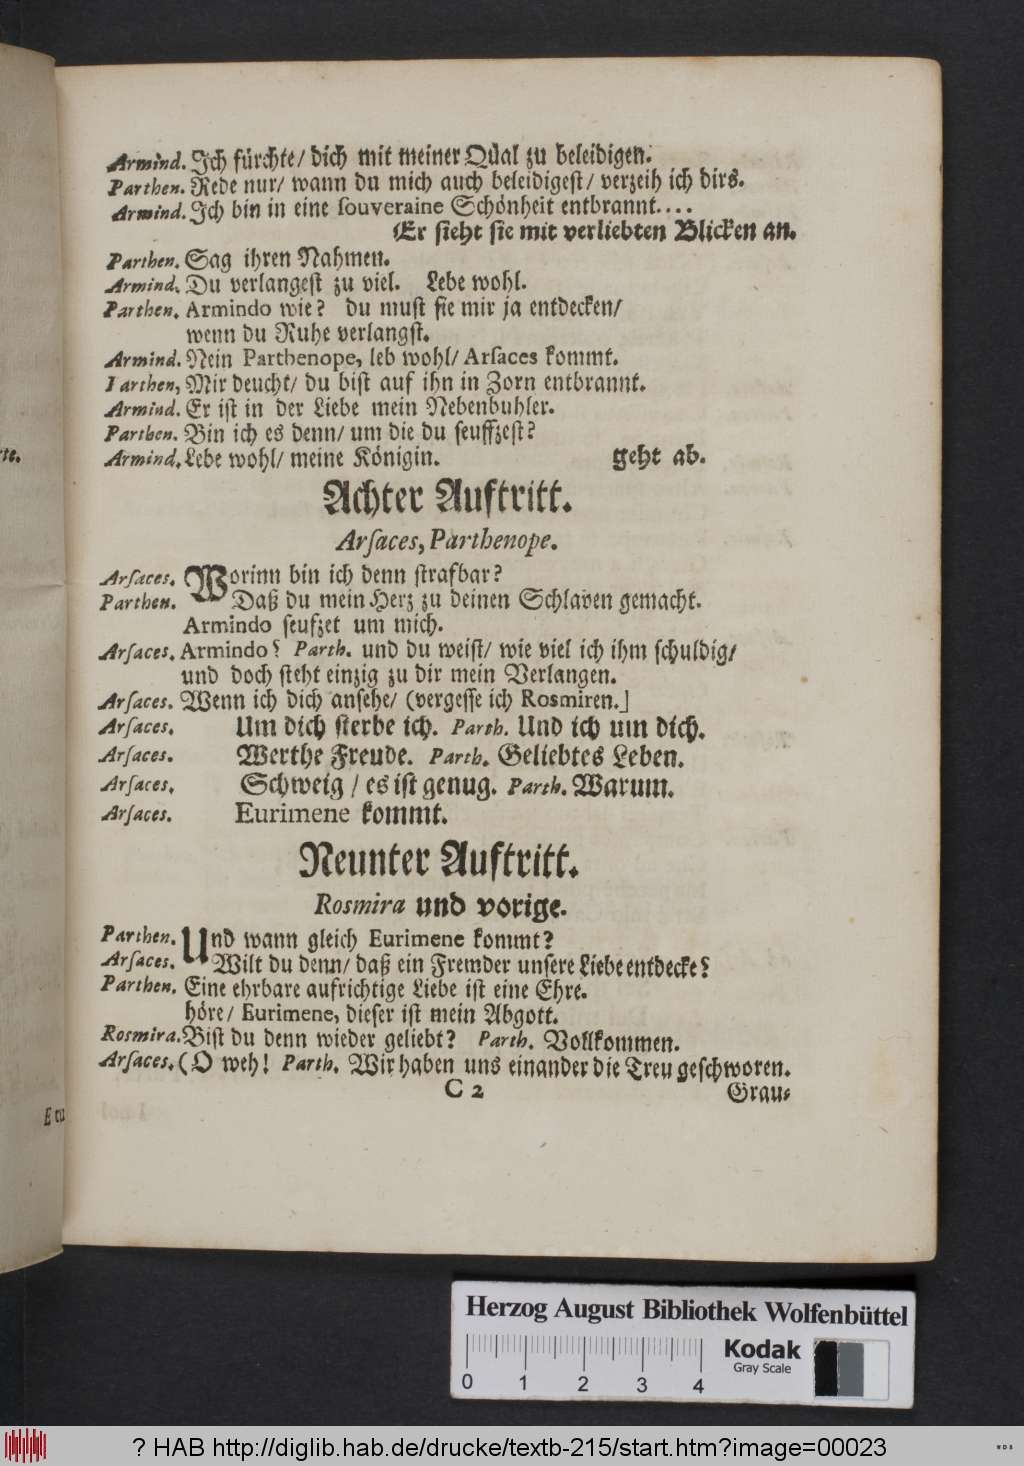 Armind. Ich fürchte/ dich mit meiner Qüal zu beleidigen.
Parthen. Rede nur/ wann du mich auch beleidigest/ verzeih ich dirs.
Armind. Ich bin in eine souveraine Schönheit entbrannt....
(Er sieht sie mit verliebten Blicken an.
Parthen. Sag ihren Nahmen.
Armind. Du verlangest zu viel. Lebe wohl.
Parthen. Armindo wie? du must sie mir ja entdecken/
wenn du Ruhe verlangst.
Armind. Nein Parthenope, leb wohl/ Arsaces kommt.
Parthen, Mir deucht/ du bist auf ihn in Zorn entbrannt.
Armind. Er ist in der Liebe mein Nebenbuhler.
Parthen. Bin ich es denn/ um die du seuffzest?
Armind. Lebe wohl/ meine Königin. geht ab.
Achter Auftritt.
Arsaces, Parthenope.
Arsaces. Worinn bin ich denn strafbar?
Parthen. Daß du mein Herz zu deinen Schlaven gemacht.
Armindo seufzet um mich.
Arsaces. Armindo? Parth. und du weist/ wie viel ich ihm schuldig/
und doch steht einzig zu dir mein Verlangen.
Arsaces. Wenn ich dich ansehe/ (vergesse ich Rosmiren.]
Arsaces. Um dich sterbe ich. Parth. Und ich um dich.
Arsaces. Werthe Freude. Parth. Geliebtes Leben.
Arsaces. Schweig / es ist genug. Parth. Warum.
Arsaces. Eurimene kommt.
Neunter Auftritt.
Rosmira und vorige.
Parthen. Und wann gleich Eurimene kommt?
Arsaces. Wilt du denn/ daß ein Fremder unsere Liebe entdecke?
Parthen. Eine ehrbare aufrichtige Liebe ist eine Ehre.
höre/ Eurimene, dieser ist mein Abgott.
Rosmira. Bist du denn wieder geliebt? Parth. Vollkommen.
Arsaces. (O weh! Parth. Wir haben uns einander die Treu geschworen.
C 2 Grau-
Herzog August Bibliothek Wolfenbüttel
0 1 2 3 4
Kodak
Gray Scale
? HAB http://diglib.hab.de/drucke/textb-215/start.htm?image=00023